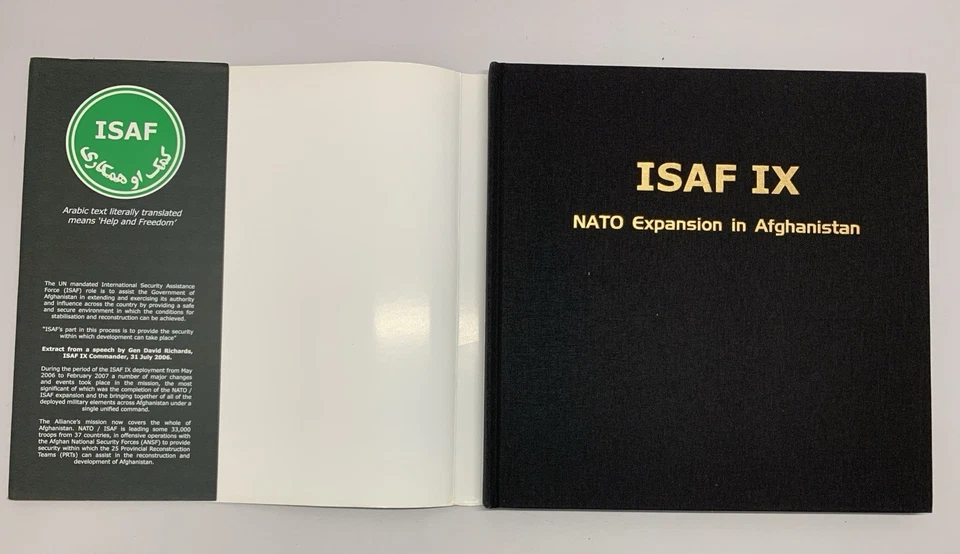 ISAF
کمک او همکاری
Arabic text literally translated
means 'Help and Freedom'
The UN mandated International Security Assistance
Force (ISAF) role is to assist the Government of
Afghanistan in extending and exercising its authority
and influence across the country by providing a safe
and secure environment in which the conditions for
stabilisation and reconstruction can be achieved.
"ISAF's part in this process is to provide the security
within which development can take place"
Extract from a speech by Gen David Richards,
ISAF IX Commander, 31 July 2006.
During the period of the ISAF IX deployment from May
2006 to February 2007 a number of major changes
and events took place in the mission, the most
significant of which was the completion of the NATO /
ISAF expansion and the bringing together of all of the
deployed military elements across Afghanistan under a
single unified command.
The Alliance's mission now covers the whole of
Afghanistan. NATO / ISAF is leading some 33,000
troops from 37 countries, in offensive operations with
the Afghan National Security Forces (ANSF) to provide
security within which the 25 Provincial Reconstruction
Teams (PRTs) can assist in the reconstruction and
development of Afghanistan.
ISAF IX
NATO Expansion in Afghanistan